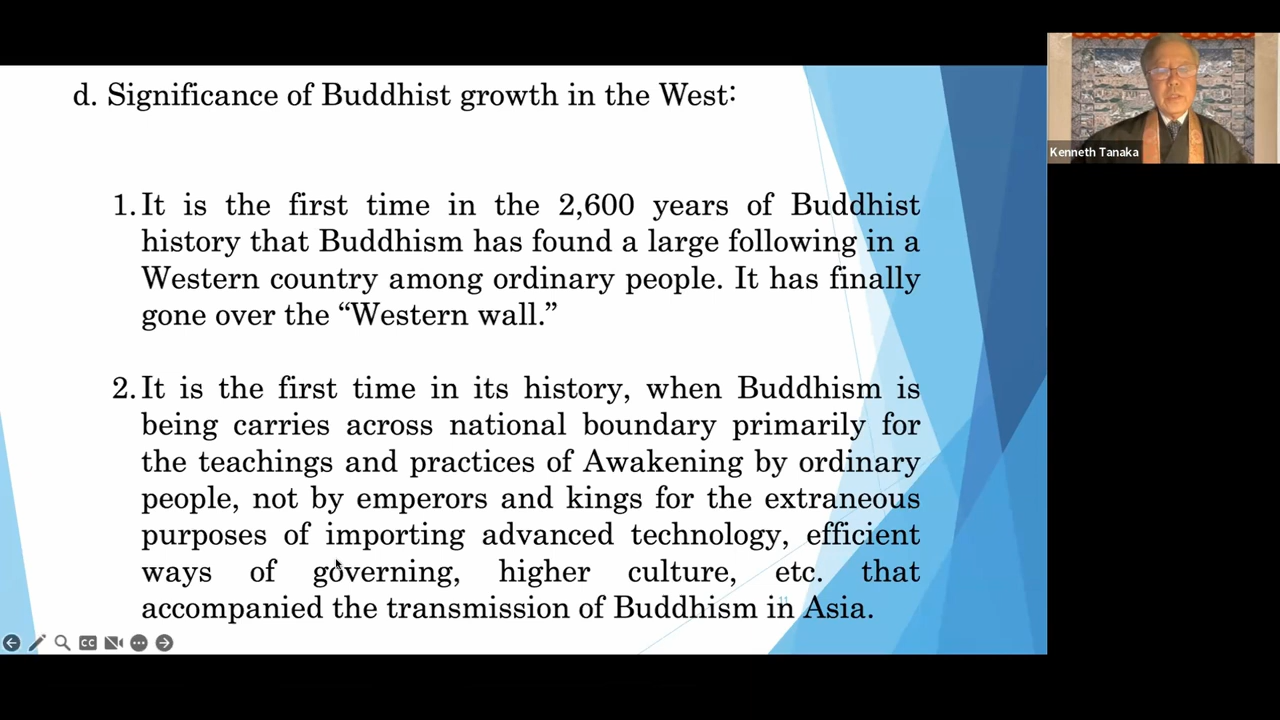 d. Significance of Buddhist growth in the West:
1. It is the first time in the 2,600 years of Buddhist
history that Buddhism has found a large following in a
Western country among ordinary people. It has finally
gone over the “Western wall.”
2. It is the first time in its history, when Buddhism is
being carries across national boundary primarily for
the teachings and practices of Awakening by ordinary
people, not by emperors and kings for the extraneous
purposes of importing advanced technology, efficient
ways of governing, higher culture, etc. that
accompanied the transmission of Buddhism in Asia.
11
CC
Kenneth Tanaka